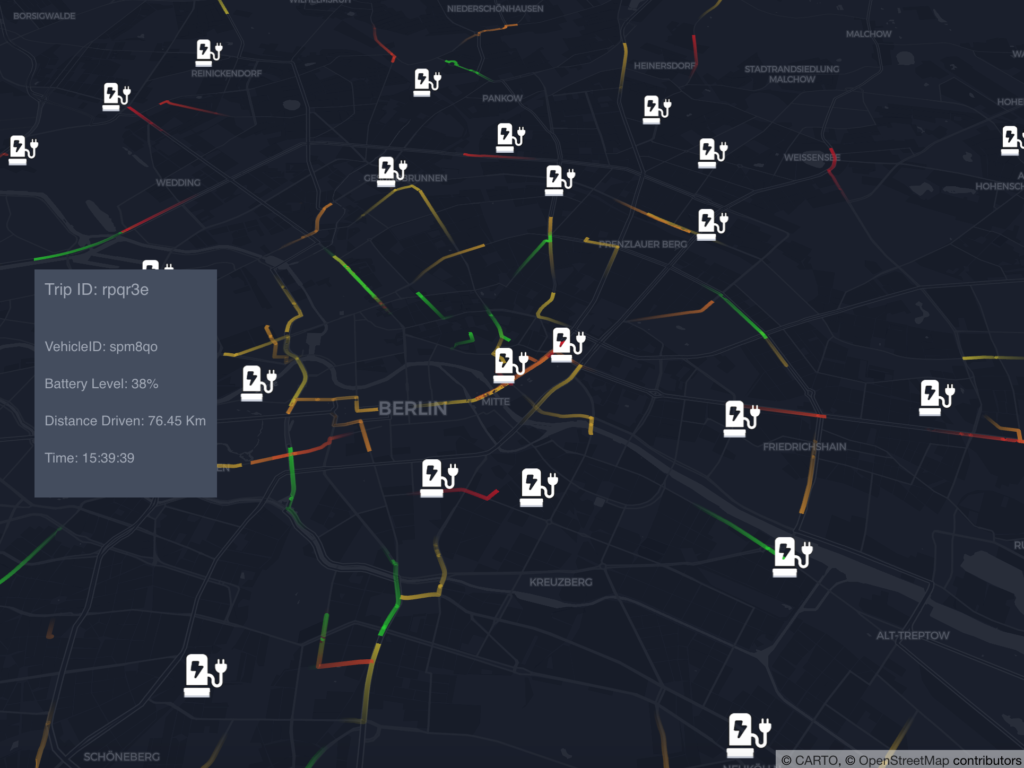 BORSIGWALDE
NIEDERSCHÖNHAUSEN
MALCHOW
HEINERSDORF
STADTRANDSIEDLUNG
MALCHOW
REINICKENDORF
PANKOW
WEISSENSEE
WEDDING
PRENZLAUER BERG
Trip ID: rpqr3e
VehicleID: spm8qo
Battery Level: 38%
Distance Driven: 76.45 Km
Time: 15:39:39
BERLIN
MITTE
FRIEDRICHSHAIN
KREUZBERG
ALT-TREPTOW
SCHÖNEBERG
© CARTO, © OpenStreetMap contributors